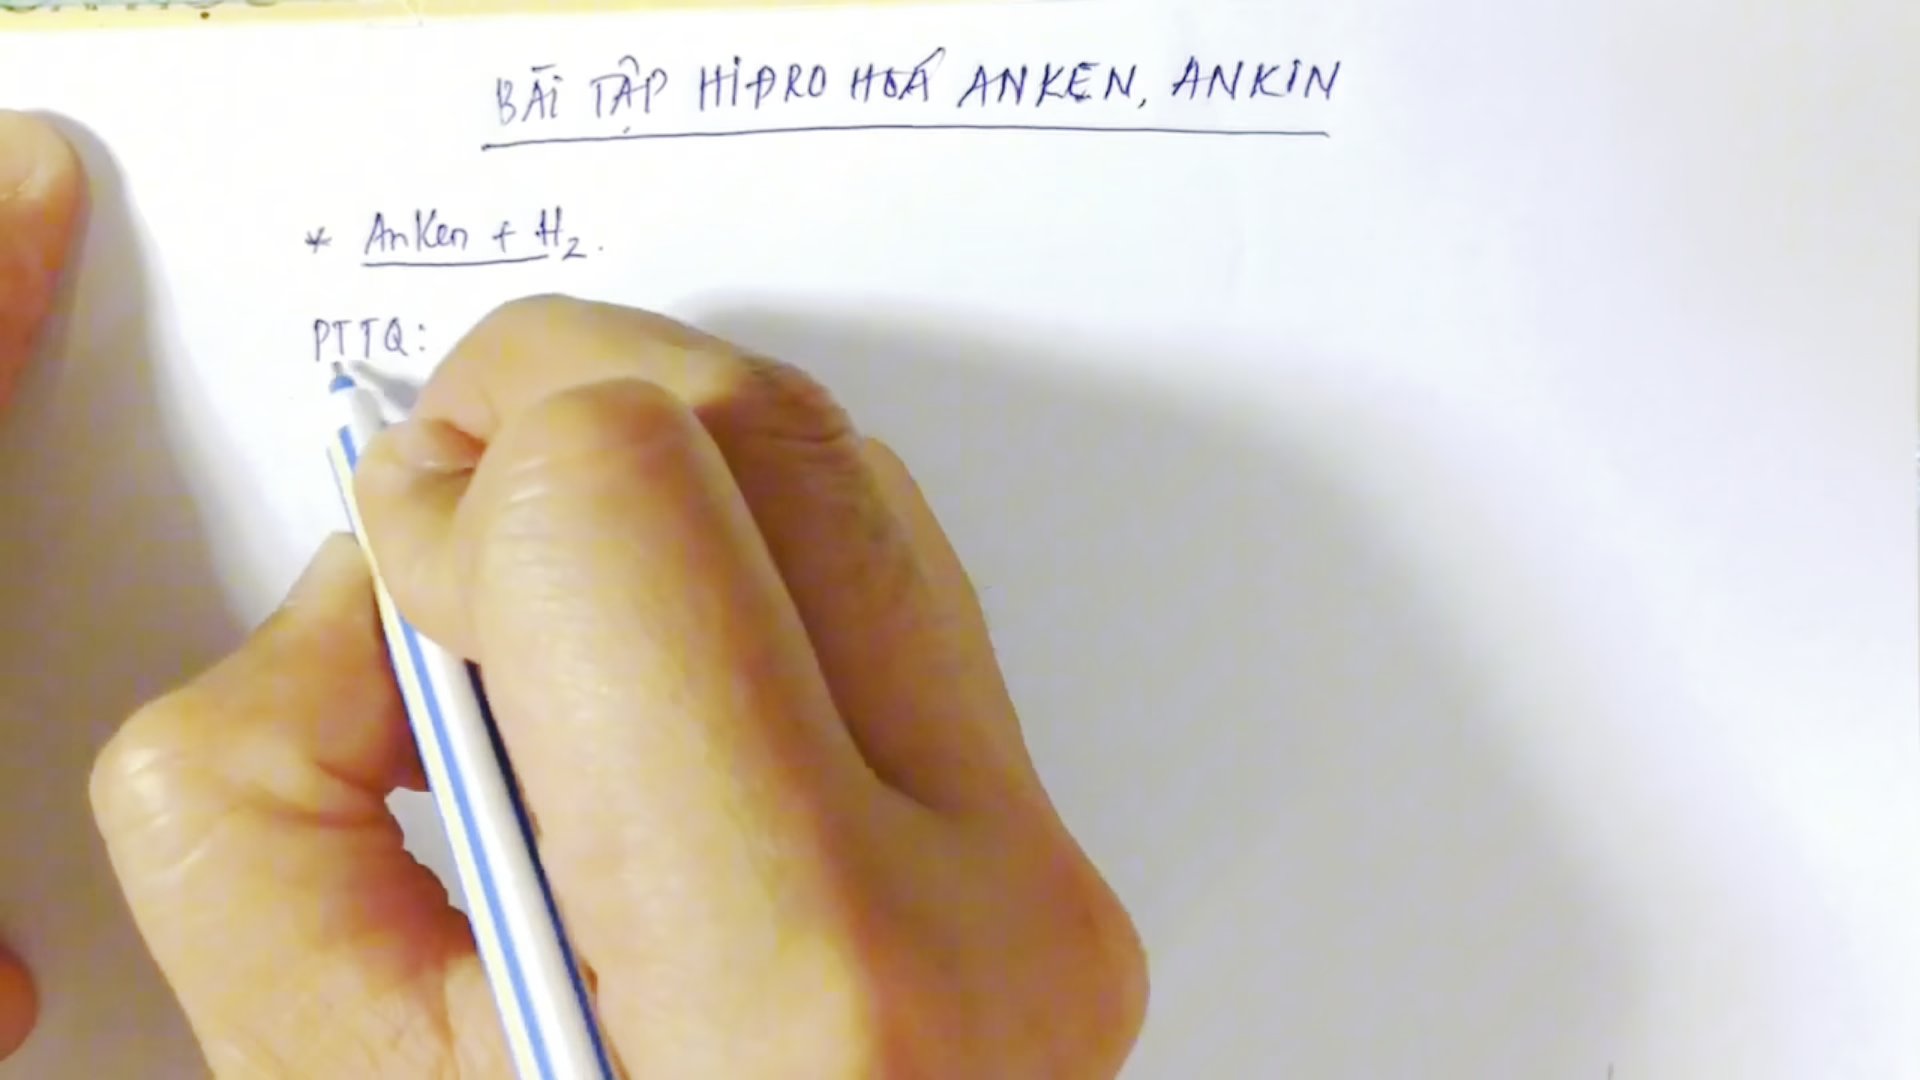 BÀI TẬP HIĐRO HOÁ ANKEN, ANKIN
* Anken + H₂.
PTTQ: